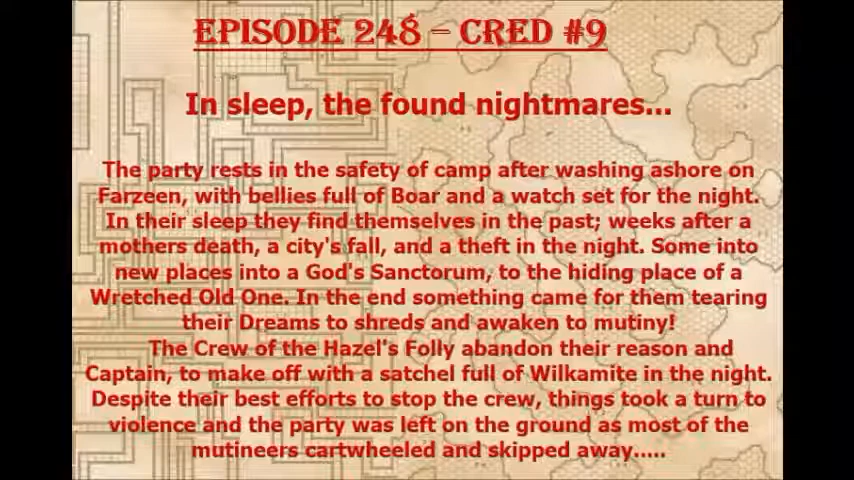 EPISODE 248 – CRED #9
In sleep, the found nightmares...
The party rests in the safety of camp after washing ashore on
Farzeen, with bellies full of Boar and a watch set for the night.
In their sleep they find themselves in the past; weeks after a
mothers death, a city's fall, and a theft in the night. Some into
new places into a God's Sanctorum, to the hiding place of a
Wretched Old One. In the end something came for them tearing
their Dreams to shreds and awaken to mutiny!
The Crew of the Hazel's Folly abandon their reason and
Captain, to make off with a satchel full of Wilkamite in the night.
Despite their best efforts to stop the crew, things took a turn to
violence and the party was left on the ground as most of the
mutineers cartwheeled and skipped away.....